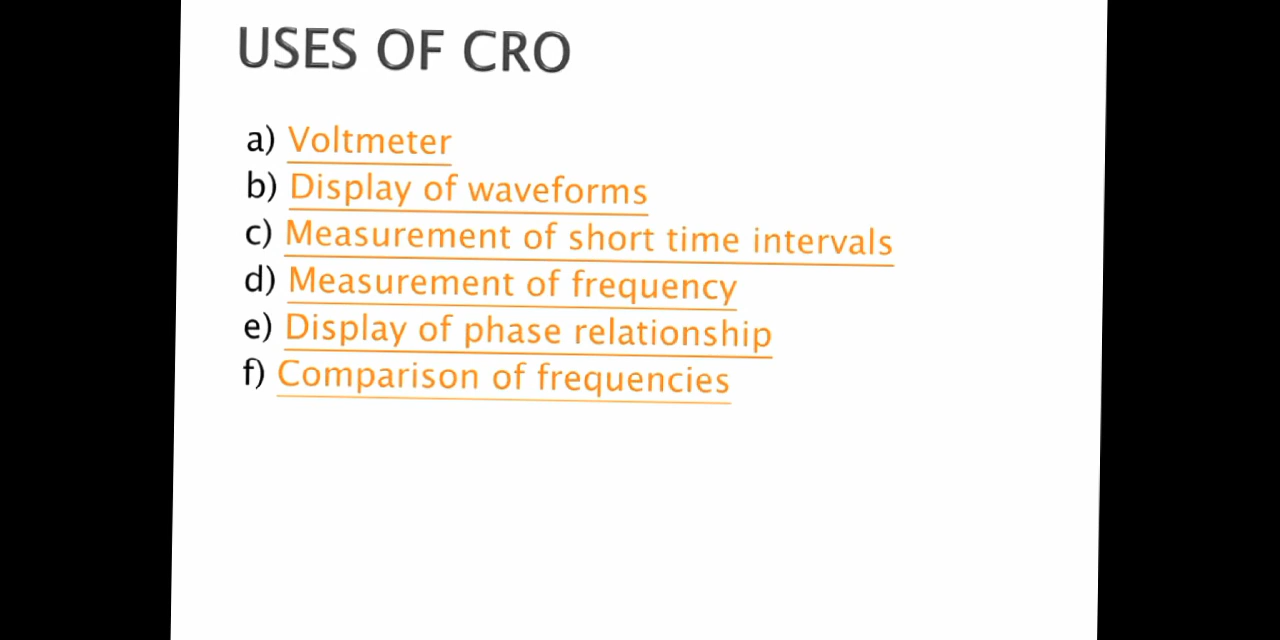 USES OF CRO
a) Voltmeter
b) Display of waveforms
c) Measurement of short time intervals
d) Measurement of frequency
e) Display of phase relationship
f) Comparison of frequencies